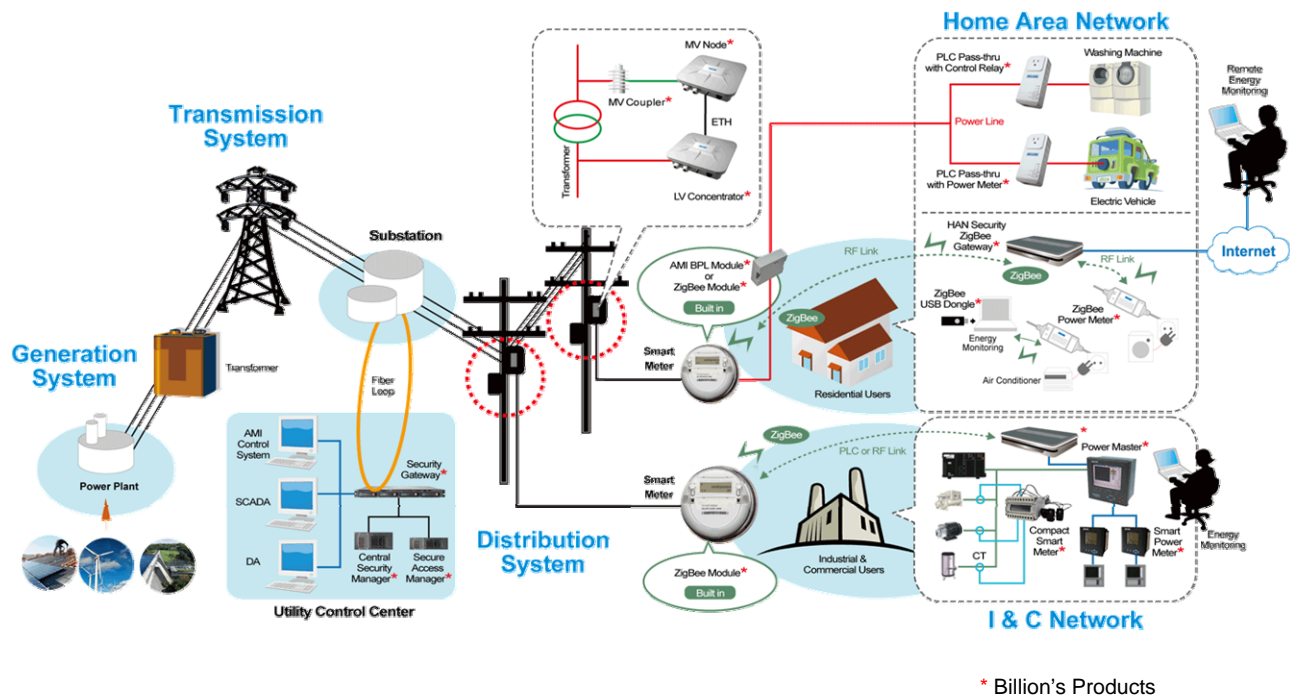 Home Area Network
MV Node*
MV Coupler*
ETH
Transformer
LV Concentrator*
PLC Pass-thru
with Control Relay*
Washing Machine
Power Line
PLC Pass-thru
with Power Meter*
Electric Vehicle
Remote
Energy
Monitoring
Transmission
System
Substation
HAN Security
ZigBee
Gateway*
Internet
RF Link
AMI BPL Module*
or
ZigBee Module*
Built in
RF Link
ZigBee
ZigBee
ZigBee
USB Dongle*
ZigBee
Power Meter*
Energy
Monitoring
Air Conditioner
Smart
Meter
Residential Users
Generation
System
Transformer
Fiber
Loop
Power Plant
AMI
Control
System
Security
Gateway*
SCADA
DA
Central
Security
Manager*
Secure
Access
Manager*
Utility Control Center
Distribution
System
Smart
Meter
ZigBee
PLC or RF Link
*
Power Master*
Compact
Smart
Meter*
CT
Smart
Power
Meter*
Energy
Monitoring
Industrial &
Commercial Users
ZigBee Module*
Built in
I & C Network
* Billion's Products